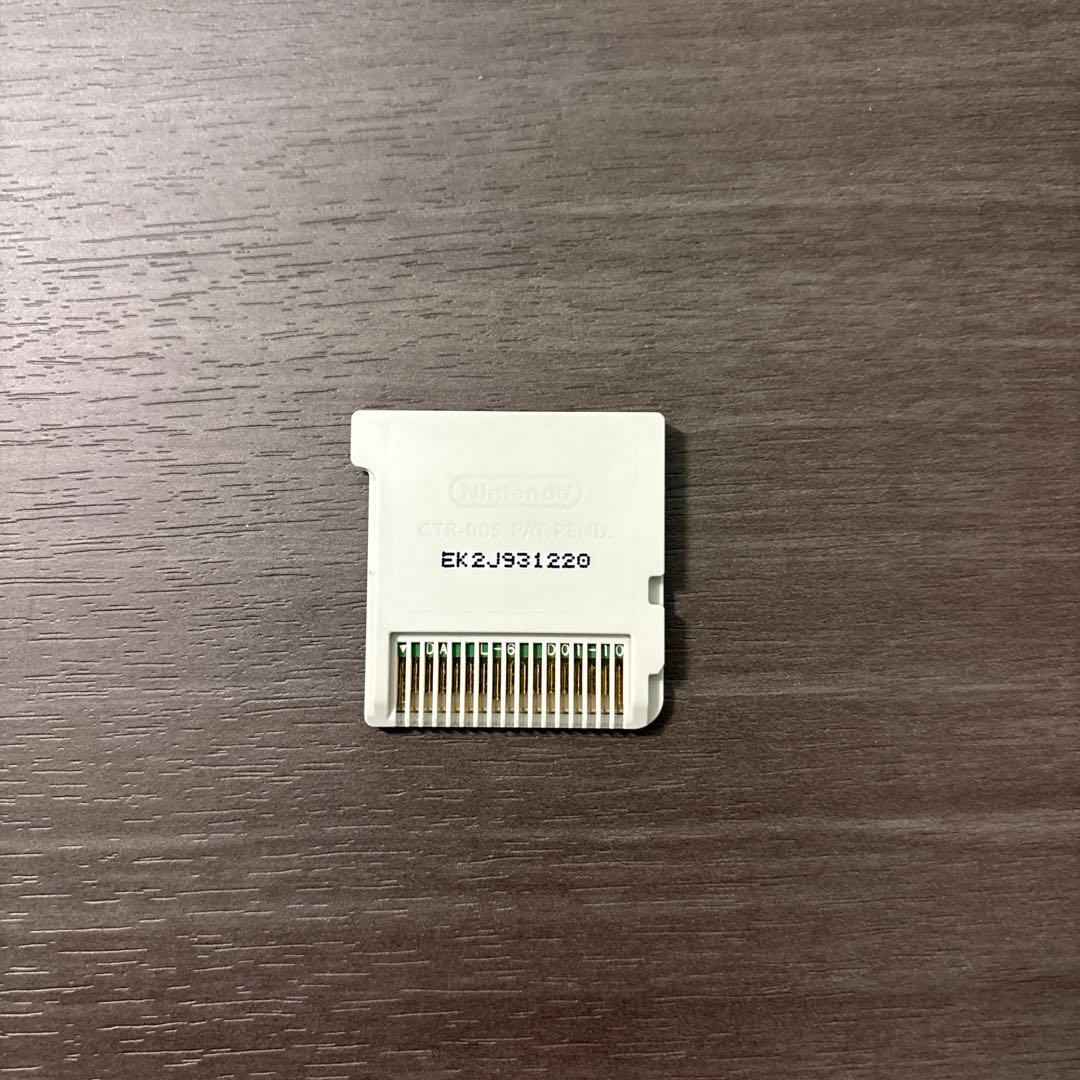 Nintendo
CTR-005 PAT. PEND.
EK2J931220
▼ DA L-6 D01-10